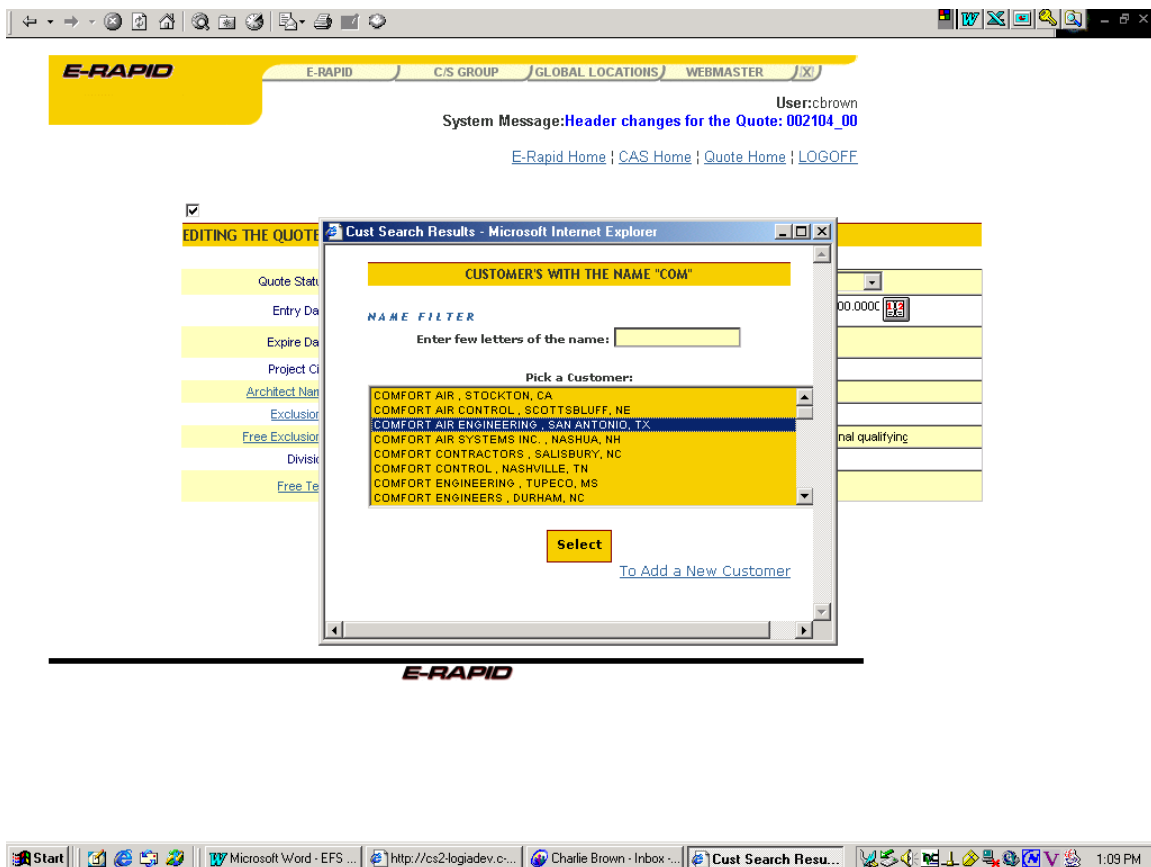 E-RAPID
E-RAPID C/S GROUP GLOBAL LOCATIONS WEBMASTER X
User:cbrown
System Message:Header changes for the Quote: 002104_00
E-Rapid Home ¦ CAS Home ¦ Quote Home ¦ LOGOFF
EDITING THE QUOTE
Cust Search Results - Microsoft Internet Explorer
CUSTOMER'S WITH THE NAME "COM"
Quote Statu
Entry Da
00.000C
NAME FILTER
Enter few letters of the name:
Expire Da
Project Ci
Pick a Customer:
Architect Nam
Exclusion
Free Exclusion
nal qualifying
Divisio
Free Te
COMFORT AIR , STOCKTON, CA
COMFORT AIR CONTROL , SCOTTSBLUFF, NE
COMFORT AIR ENGINEERING , SAN ANTONIO, TX
COMFORT AIR SYSTEMS INC. , NASHUA, NH
COMFORT CONTRACTORS , SALISBURY, NC
COMFORT CONTROL , NASHVILLE, TN
COMFORT ENGINEERING , TUPECO, MS
COMFORT ENGINEERS , DURHAM, NC
Select
To Add a New Customer
E-RAPID
Start Microsoft Word - EFS ... http://cs2-logiadev.c-... Charlie Brown - Inbox -... Cust Search Resu... 1:09 PM